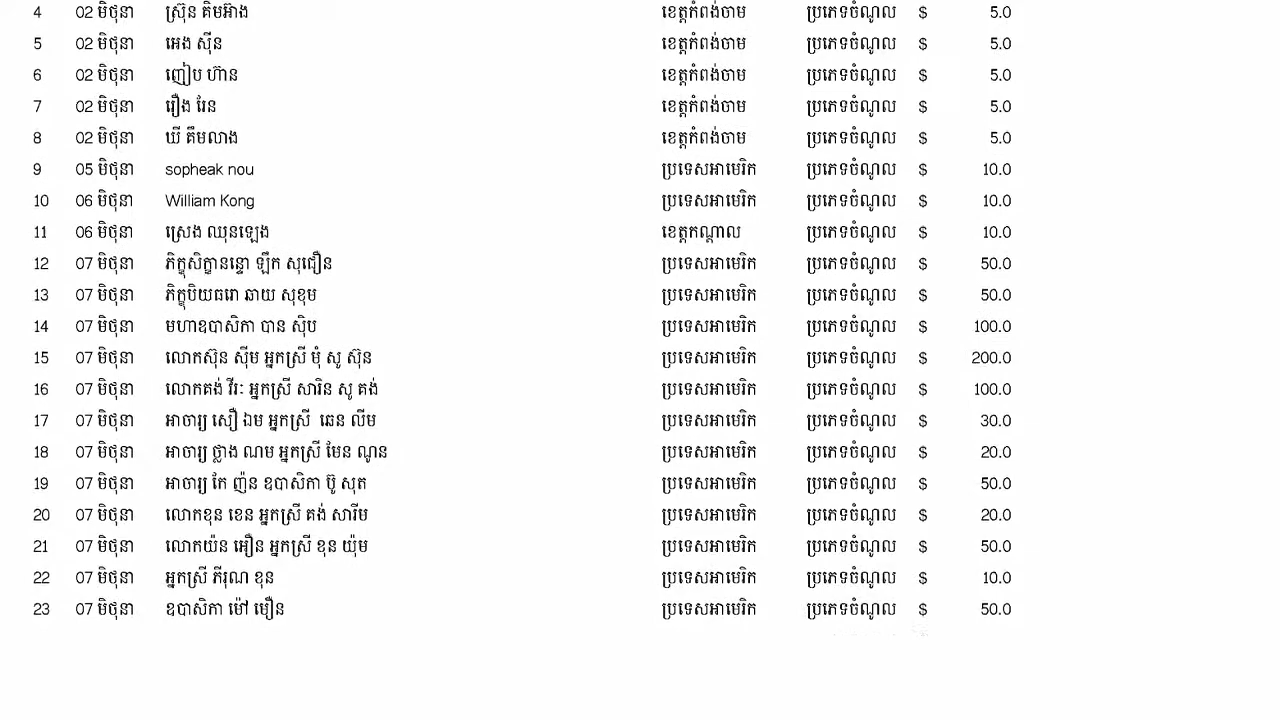 4 02 មិថុនា ស្រ៊ុន គិមអ៊ាង ខេត្តកំពង់ចាម ប្រភេទចំណូល $ 5.0
5 02 មិថុនា អេង ស៊ីន ខេត្តកំពង់ចាម ប្រភេទចំណូល $ 5.0
6 02 មិថុនា ញៀប ហ៊ាន ខេត្តកំពង់ចាម ប្រភេទចំណូល $ 5.0
7 02 មិថុនា រឿង រ៉ែន ខេត្តកំពង់ចាម ប្រភេទចំណូល $ 5.0
8 02 មិថុនា ឃី គឹមលាង ខេត្តកំពង់ចាម ប្រភេទចំណូល $ 5.0
9 05 មិថុនា sopheak nou ប្រទេសអាមេរិក ប្រភេទចំណូល $ 10.0
10 06 មិថុនា William Kong ប្រទេសអាមេរិក ប្រភេទចំណូល $ 10.0
11 06 មិថុនា ស្រេង ឈុនឡេង ខេត្តកណ្តាល ប្រភេទចំណូល $ 10.0
12 07 មិថុនា ភិក្ខុសិក្ខានន្ទោ ឡឹក សុជឿន ប្រទេសអាមេរិក ប្រភេទចំណូល $ 50.0
13 07 មិថុនា ភិក្ខុបិយធរោ ឆាយ សុខុម ប្រទេសអាមេរិក ប្រភេទចំណូល $ 50.0
14 07 មិថុនា មហាឧបាសិកា បាន ស៊ិប ប្រទេសអាមេរិក ប្រភេទចំណូល $ 100.0
15 07 មិថុនា លោកស៊ុន ស៊ីម អ្នកស្រី មុំ សូ ស៊ុន ប្រទេសអាមេរិក ប្រភេទចំណូល $ 200.0
16 07 មិថុនា លោកគង់ វីរៈ អ្នកស្រី សារិន សូ គង់ ប្រទេសអាមេរិក ប្រភេទចំណូល $ 100.0
17 07 មិថុនា អាចារ្យ សឿ ឯម អ្នកស្រី ឆេន លីម ប្រទេសអាមេរិក ប្រភេទចំណូល $ 30.0
18 07 មិថុនា អាចារ្យ ថ្លាង ណម អ្នកស្រី មែន ណូន ប្រទេសអាមេរិក ប្រភេទចំណូល $ 20.0
19 07 មិថុនា អាចារ្យ កែ ញ៉ន ឧបាសិកា ប៊ូ សុត ប្រទេសអាមេរិក ប្រភេទចំណូល $ 50.0
20 07 មិថុនា លោកខុន ខេន អ្នកស្រី គង់ សារីម ប្រទេសអាមេរិក ប្រភេទចំណូល $ 20.0
21 07 មិថុនា លោកយ៉ន អឿន អ្នកស្រី ខុន យ៉ុម ប្រទេសអាមេរិក ប្រភេទចំណូល $ 50.0
22 07 មិថុនា អ្នកស្រី ភីរុណ ខុន ប្រទេសអាមេរិក ប្រភេទចំណូល $ 10.0
23 07 មិថុនា ឧបាសិកា ម៉ៅ មឿន ប្រទេសអាមេរិក ប្រភេទចំណូល $ 50.0